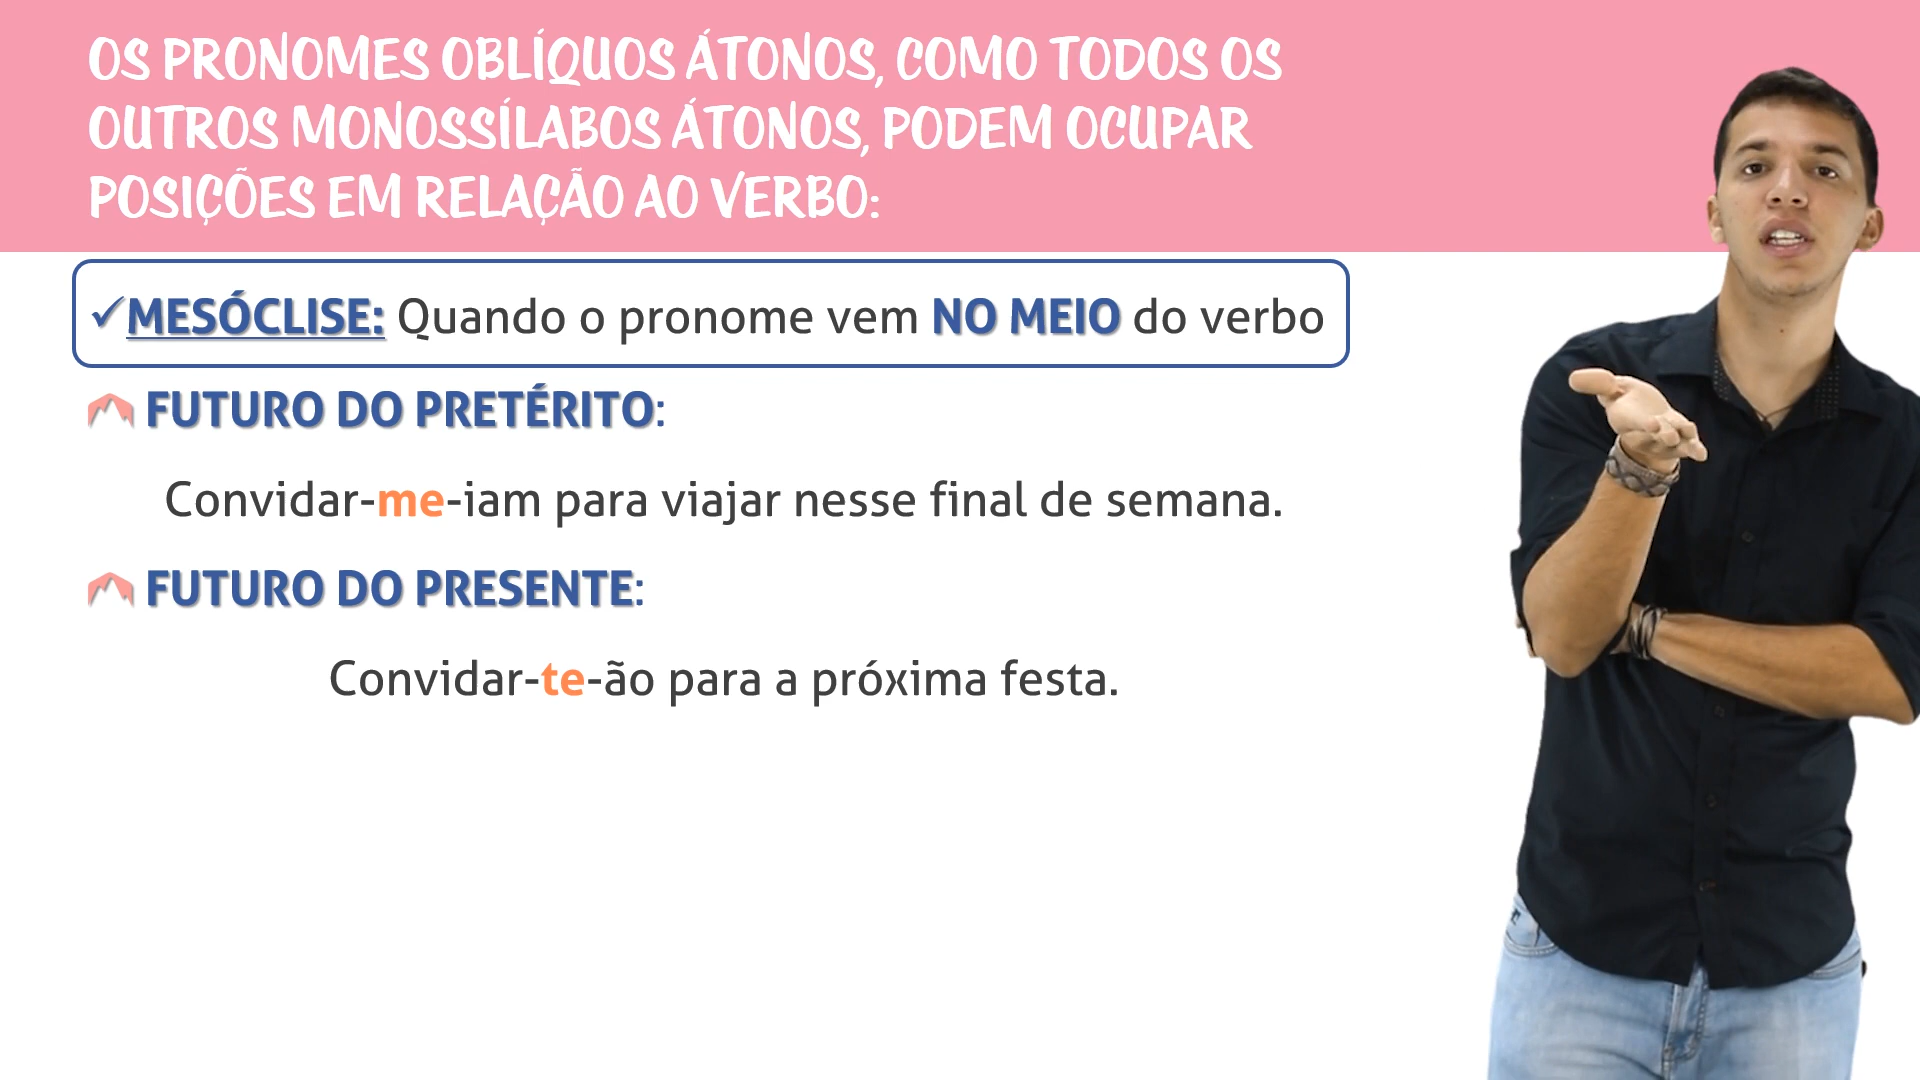 OS PRONOMES OBLÍQUOS ÁTONOS, COMO TODOS OS
OUTROS MONOSSÍLABOS ÁTONOS, PODEM OCUPAR
POSIÇÕES EM RELAÇÃO AO VERBO:
✓MESÓCLISE: Quando o pronome vem NO MEIO do verbo
FUTURO DO PRETÉRITO:
Convidar-me-iam para viajar nesse final de semana.
FUTURO DO PRESENTE:
Convidar-te-ão para a próxima festa.